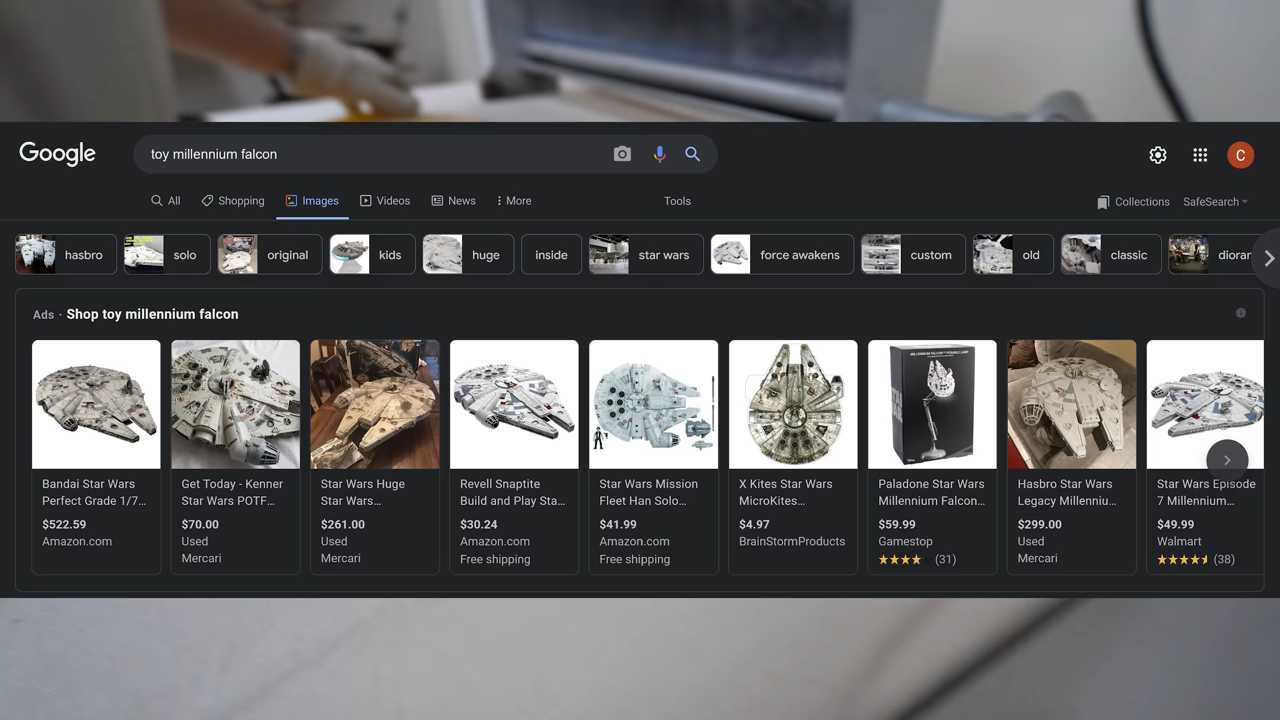 Google
toy millennium falcon
C
All
Shopping
Images
Videos
News
More
Tools
Collections
SafeSearch
hasbro
solo
original
kids
huge
inside
star wars
force awakens
custom
old
classic
diorar
Ads · Shop toy millennium falcon
Bandai Star Wars
Perfect Grade 1/7...
$522.59
Amazon.com
Get Today - Kenner
Star Wars POTF...
$70.00
Used
Mercari
Star Wars Huge
Star Wars...
$261.00
Used
Mercari
Revell Snaptite
Build and Play Sta...
$30.24
Amazon.com
Free shipping
Star Wars Mission
Fleet Han Solo...
$41.99
Amazon.com
Free shipping
X Kites Star Wars
MicroKites...
$4.97
BrainStormProducts
MILLENNIUM FALCON™ POSABLE LAMP
Paladone Star Wars
Millennium Falcon...
$59.99
Gamestop
(31)
Hasbro Star Wars
Legacy Millenniu...
$299.00
Used
Mercari
Star Wars Episode
7 Millennium...
$49.99
Walmart
(38)